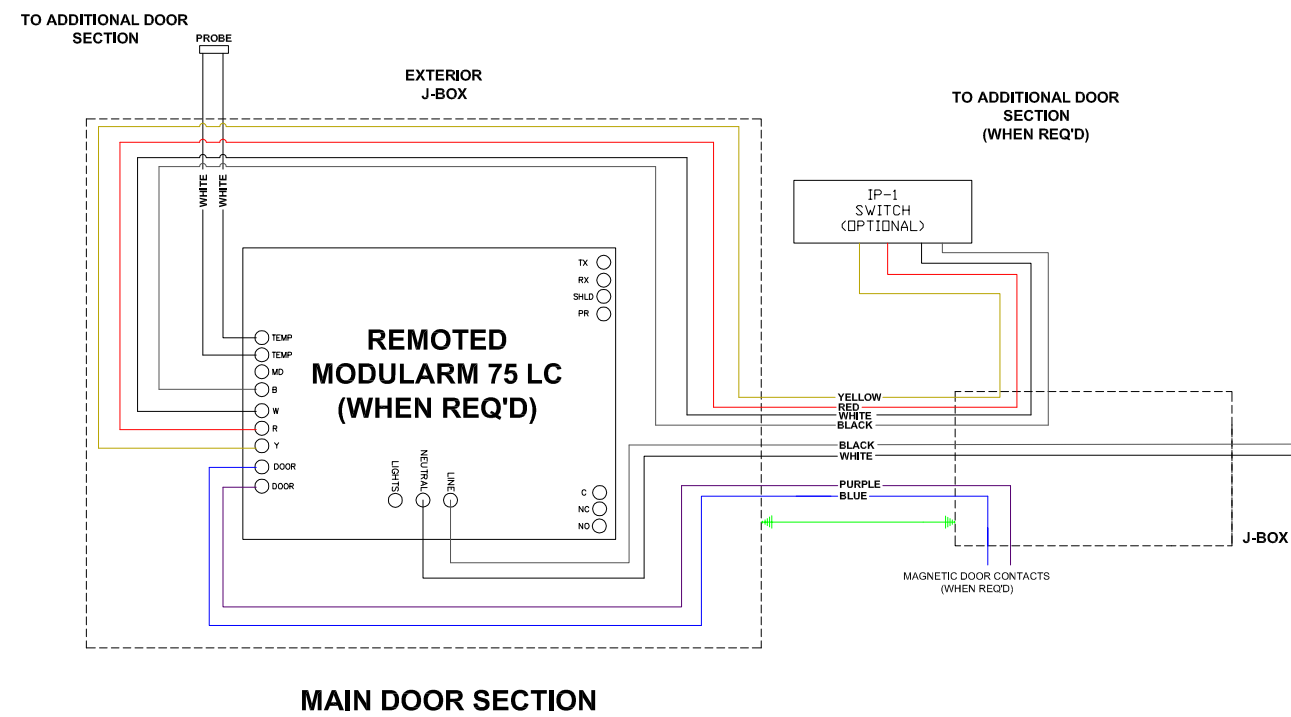 TO ADDITIONAL DOOR
SECTION
PROBE
EXTERIOR
J-BOX
TO ADDITIONAL DOOR
SECTION
(WHEN REQ'D)
WHITE
WHITE
IP-1
SWITCH
(OPTIONAL)
TX
RX
SHLD
PR
REMOTED
MODULARM 75 LC
(WHEN REQ'D)
TEMP
TEMP
MD
B
W
R
Y
DOOR
DOOR
LIGHTS
NEUTRAL
LINE
C
NC
NO
YELLOW
RED
WHITE
BLACK
BLACK
WHITE
PURPLE
BLUE
J-BOX
MAGNETIC DOOR CONTACTS
(WHEN REQ'D)
MAIN DOOR SECTION